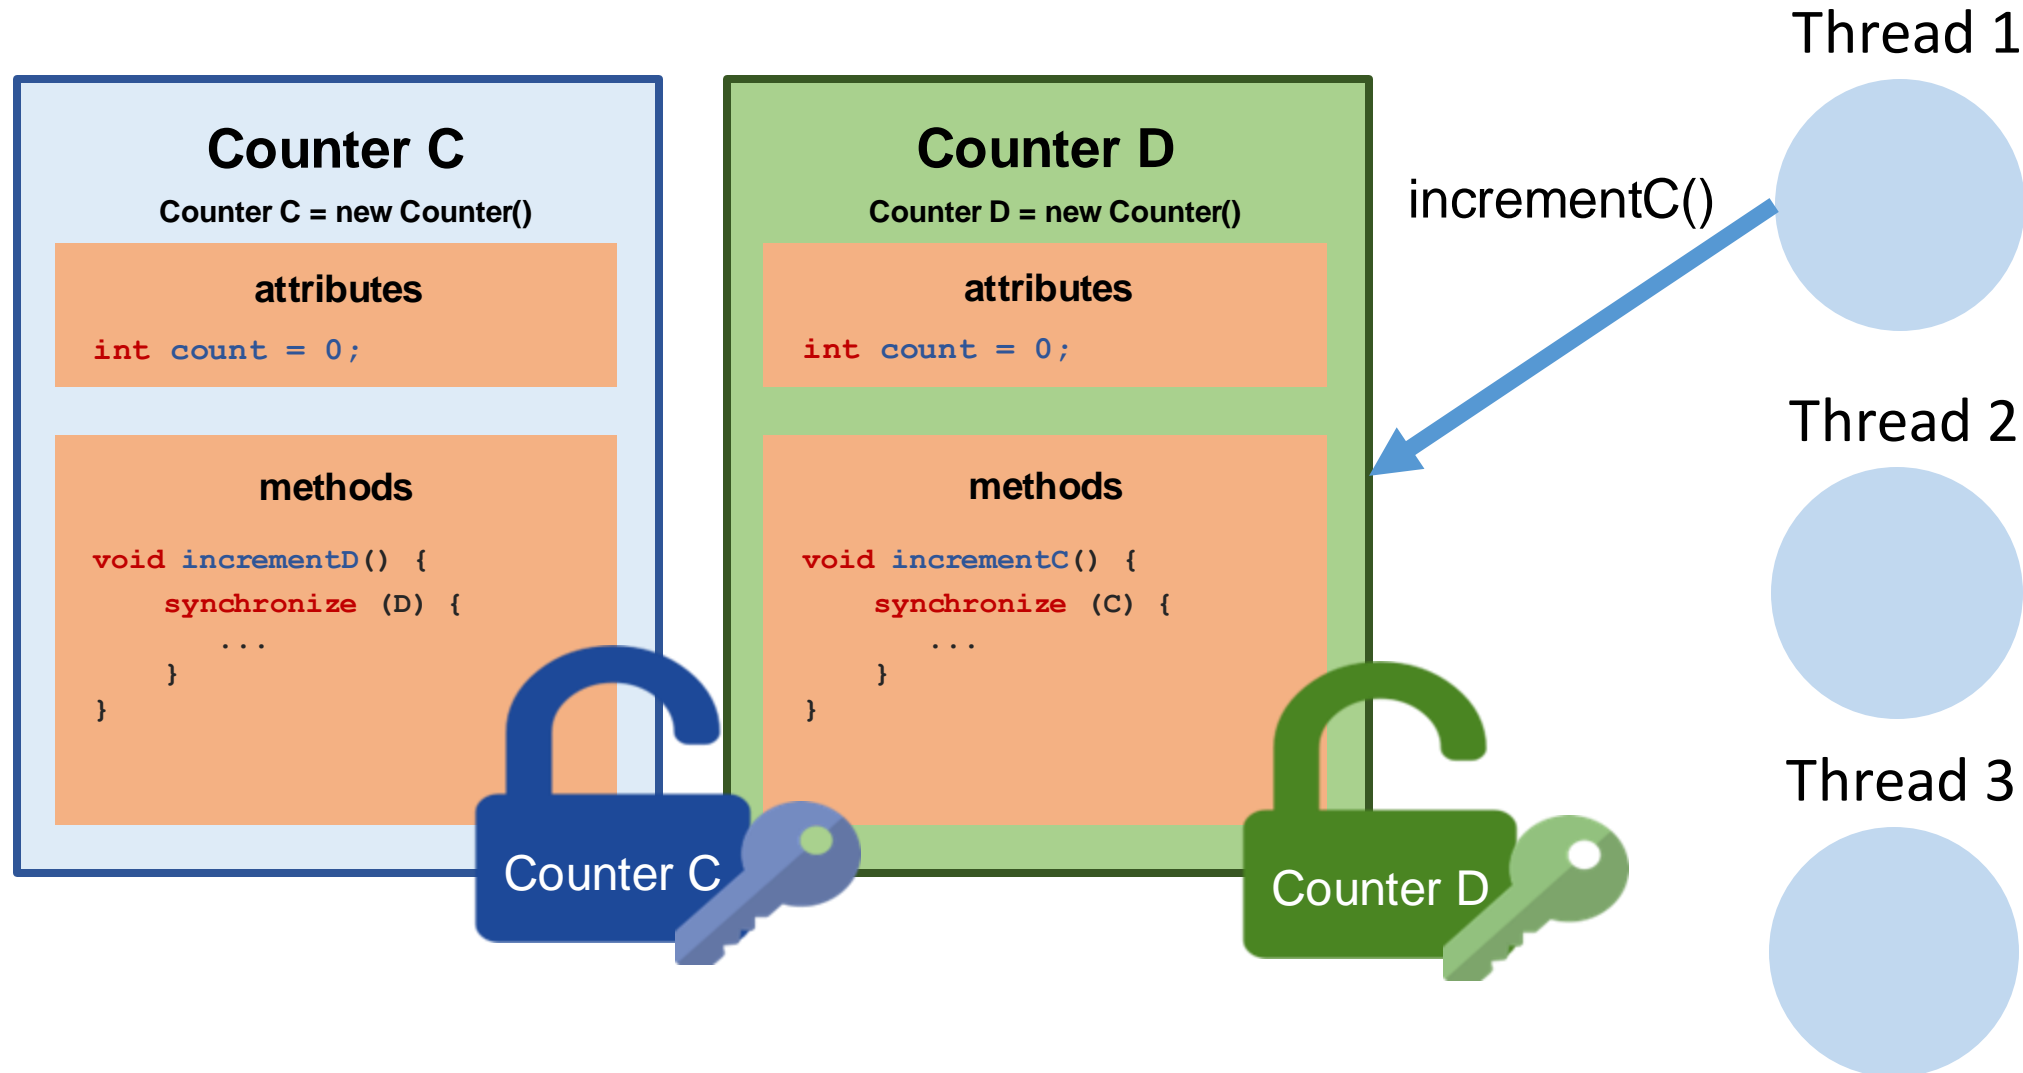 Counter C
Counter C = new Counter()
attributes
int count = 0;
methods
void incrementD() {
synchronize (D) {
...
}
}
Counter C
Counter D
Counter D = new Counter()
attributes
int count = 0;
methods
void incrementC() {
synchronize (C) {
...
}
}
Counter D
incrementC()
Thread 1
Thread 2
Thread 3